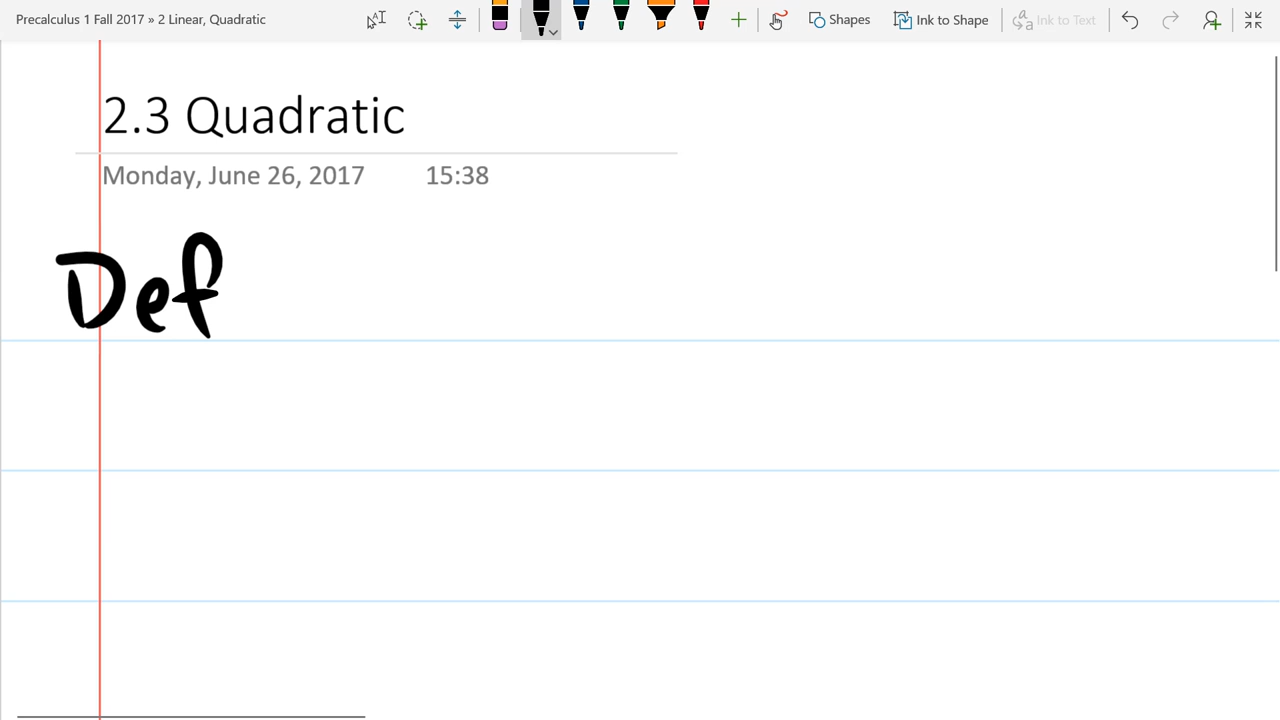 Precalculus 1 Fall 2017 » 2 Linear, Quadratic
Shapes
Ink to Shape
Ink to Text
2.3 Quadratic
Monday, June 26, 2017 15:38
Def